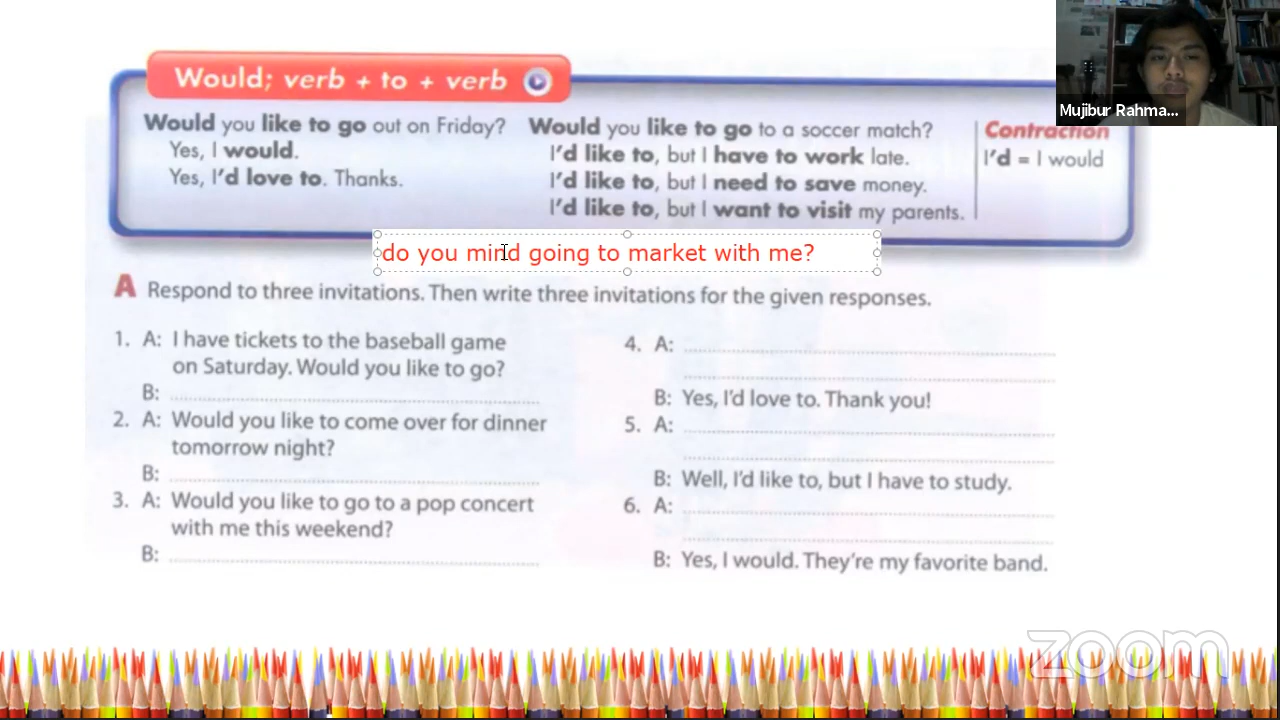 Would; verb + to + verb
Would you like to go out on Friday?
Yes, I would.
Yes, I'd love to. Thanks.
Would you like to go to a soccer match?
I'd like to, but I have to work late.
I'd like to, but I need to save money.
I'd like to, but I want to visit my parents.
Contraction
I'd = I would
Mujibur Rahma...
do you mind going to market with me?
A Respond to three invitations. Then write three invitations for the given responses.
1. A: I have tickets to the baseball game
on Saturday. Would you like to go?
B:
2. A: Would you like to come over for dinner
tomorrow night?
B:
3. A: Would you like to go to a pop concert
with me this weekend?
B:
4. A:
B: Yes, I'd love to. Thank you!
5. A:
B: Well, I'd like to, but I have to study.
6. A:
B: Yes, I would. They're my favorite band.
zoom